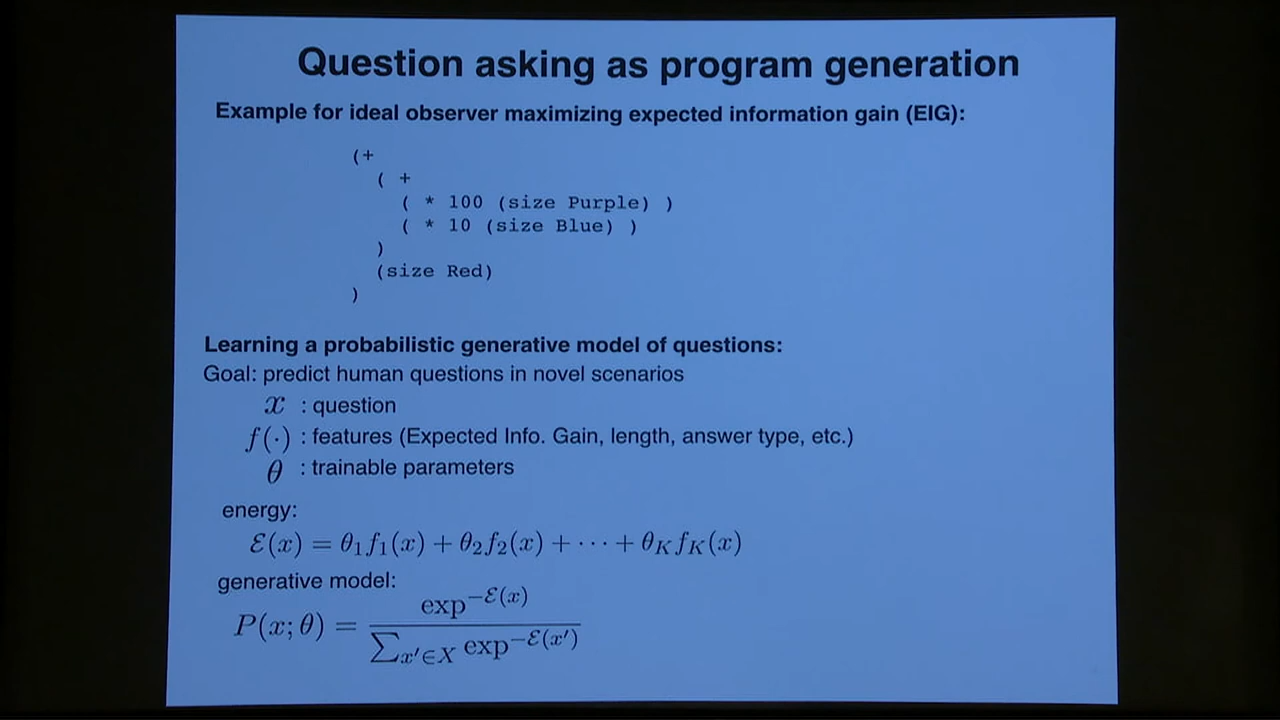 Question asking as program generation
Example for ideal observer maximizing expected information gain (EIG):
(+
( +
( * 100 (size Purple) )
( * 10 (size Blue) )
)
(size Red)
)
Learning a probabilistic generative model of questions:
Goal: predict human questions in novel scenarios
x : question
f(·) : features (Expected Info. Gain, length, answer type, etc.)
θ : trainable parameters
energy:
ℰ(x) = θ₁f₁(x) + θ₂f₂(x) + ··· + θ_K f_K(x)
generative model:
P(x; θ) = exp^{−ℰ(x)} / ∑_{x′∈X} exp^{−ℰ(x′)}